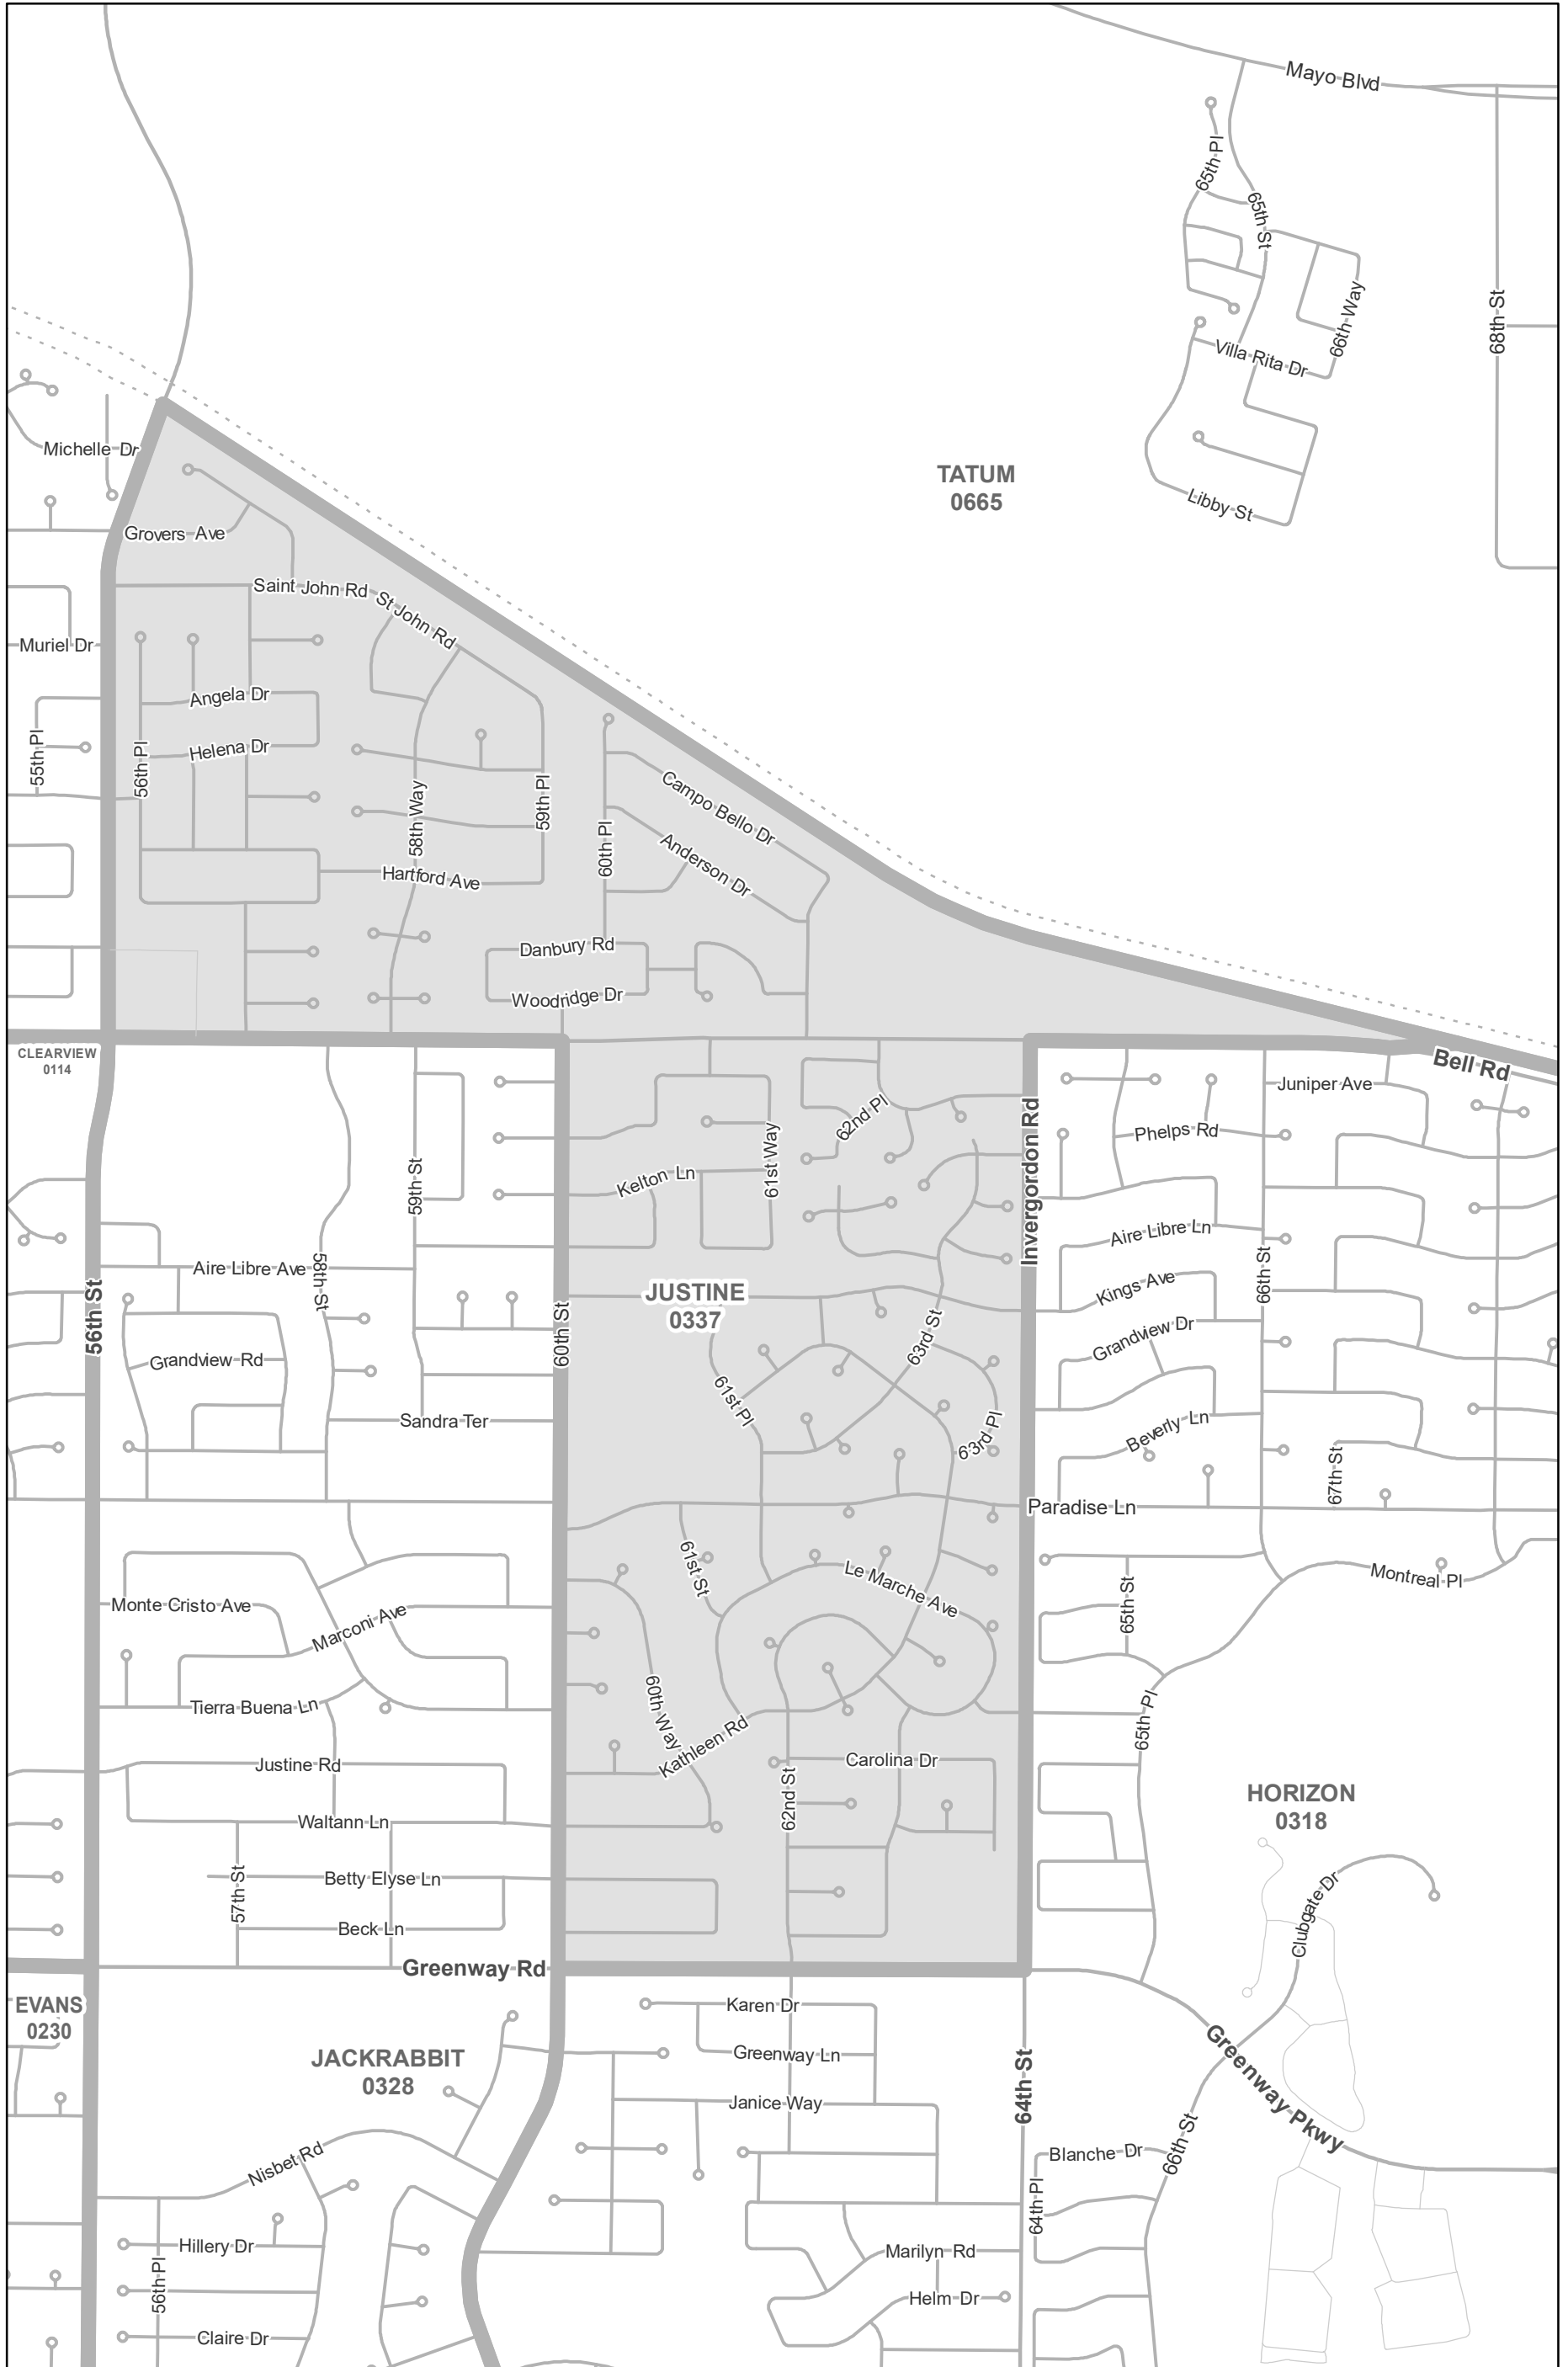 Mayo Blvd
65th Pl
65th St
66th Way
68th St
Villa Rita Dr
Libby St
TATUM
0665
Michelle Dr
Grovers Ave
Saint John Rd
St John Rd
Muriel Dr
Angela Dr
Helena Dr
55th Pl
56th Pl
58th Way
59th Pl
60th Pl
Campo Bello Dr
Anderson Dr
Hartford Ave
Danbury Rd
Woodridge Dr
CLEARVIEW
0114
Bell Rd
Juniper Ave
62nd Pl
Phelps Rd
61st Way
Invergordon Rd
59th St
Kelton Ln
Aire Libre Ln
Aire Libre Ave
58th St
66th St
Kings Ave
JUSTINE
0337
56th St
60th St
63rd St
Grandview Dr
Grandview Rd
61st Pl
Sandra Ter
63rd Pl
Beverly Ln
67th St
Paradise Ln
61st St
Le Marche Ave
Montreal Pl
65th St
Monte Cristo Ave
Marconi Ave
Tierra Buena Ln
60th Way
Kathleen Rd
65th Pl
Justine Rd
Carolina Dr
62nd St
HORIZON
0318
Waltann Ln
57th St
Betty Elyse Ln
Beck Ln
Clubgate Dr
Greenway Rd
EVANS
0230
Karen Dr
Greenway Ln
JACKRABBIT
0328
64th St
Greenway Pkwy
Janice Way
66th St
Nisbet Rd
Blanche Dr
64th Pl
Hillery Dr
Marilyn Rd
56th Pl
Helm Dr
Claire Dr